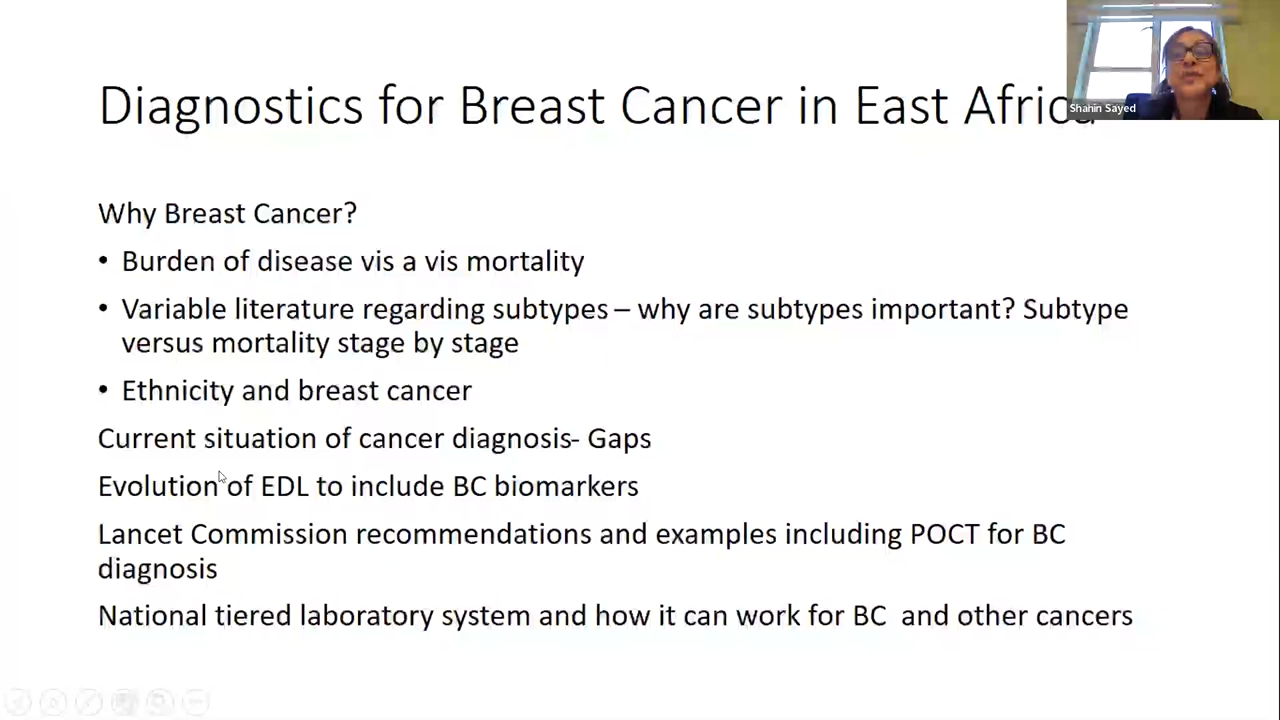 Shahin Sayed
Diagnostics for Breast Cancer in East Africa
Why Breast Cancer?
• Burden of disease vis a vis mortality
• Variable literature regarding subtypes – why are subtypes important? Subtype
versus mortality stage by stage
• Ethnicity and breast cancer
Current situation of cancer diagnosis- Gaps
Evolution of EDL to include BC biomarkers
Lancet Commission recommendations and examples including POCT for BC
diagnosis
National tiered laboratory system and how it can work for BC  and other cancers